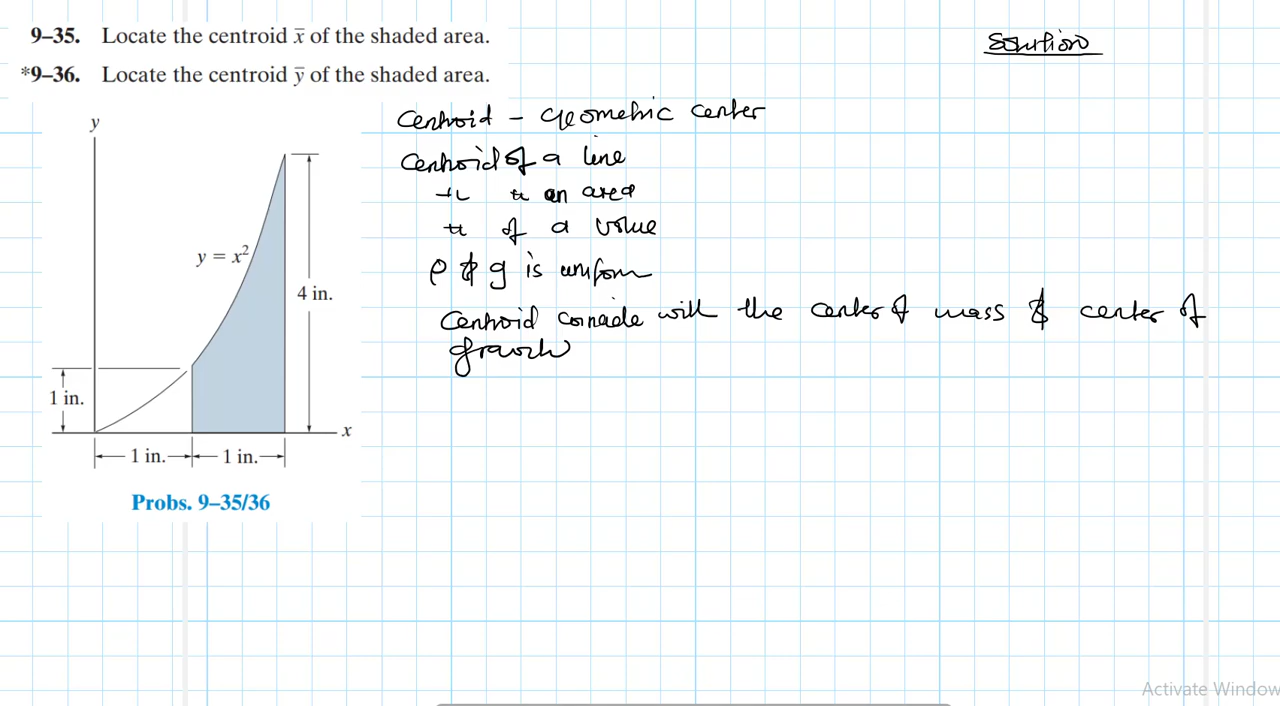 9–35. Locate the centroid x̄ of the shaded area.
*9–36. Locate the centroid ȳ of the shaded area.
Solution
Centroid – Geometric center
Centroid of a line
" " an area
" of a volue
ρ & g is uniform
Centroid coincide with the center of mass & center of
gravity
y
y = x²
4 in.
1 in.
x
1 in. 1 in.
Probs. 9–35/36
Activate Window